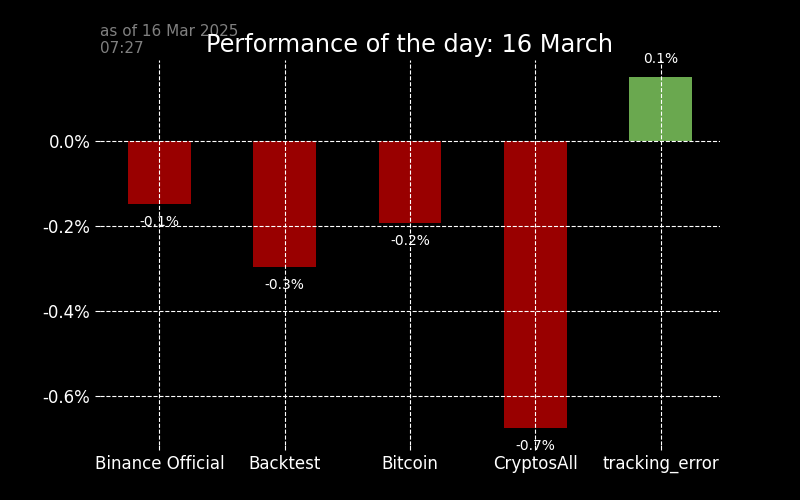 as of 16 Mar 2025
07:27
Performance of the day: 16 March
0.1%
0.0%
-0.1%
-0.2%
-0.2%
-0.3%
-0.4%
-0.6%
-0.7%
Binance Official
Backtest
Bitcoin
CryptosAll
tracking_error